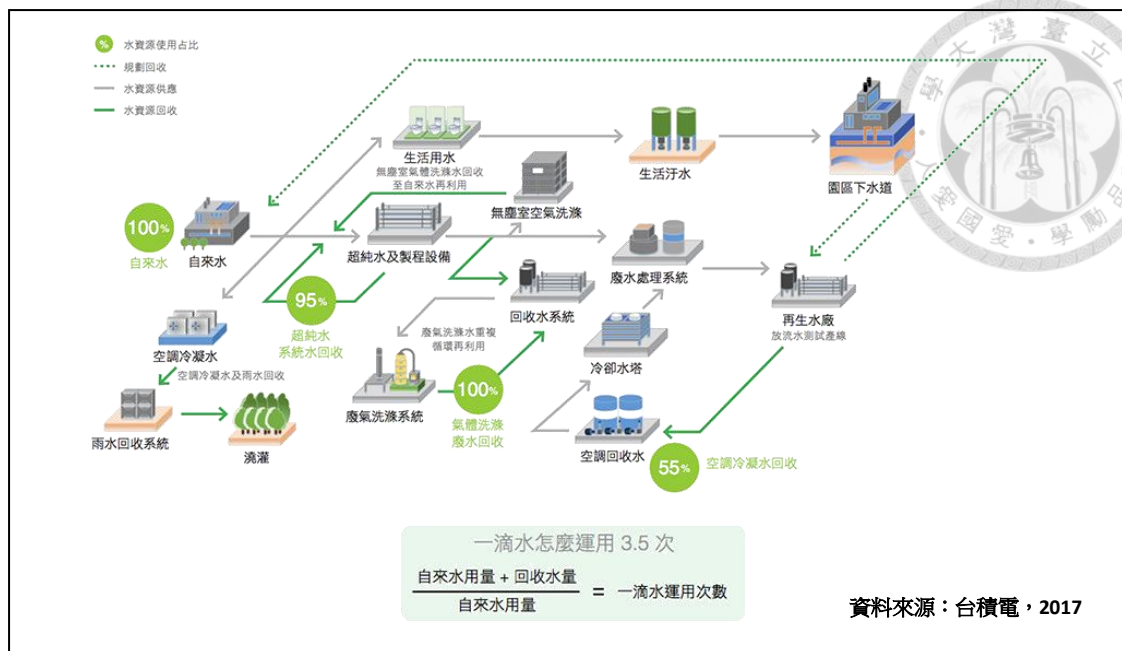 % 水資源使用占比
規劃回收
水資源供應
水資源回收
生活用水
無塵室氣體洗滌水回收
至自來水再利用
生活汙水
園區下水道
無塵室空氣洗滌
100%
自來水
自來水
超純水及製程設備
廢水處理系統
95%
超純水
系統水回收
回收水系統
再生水廠
放流水測試產線
空調冷凝水
廢氣洗滌水重複
循環再利用
冷卻水塔
空調冷凝水及雨水回收
廢氣洗滌系統
100%
氣體洗滌
廢水回收
雨水回收系統
澆灌
空調回收水
55%
空調冷凝水回收
一滴水怎麼運用 3.5 次
自來水用量 + 回收水量
自來水用量
= 一滴水運用次數
資料來源：台積電，2017